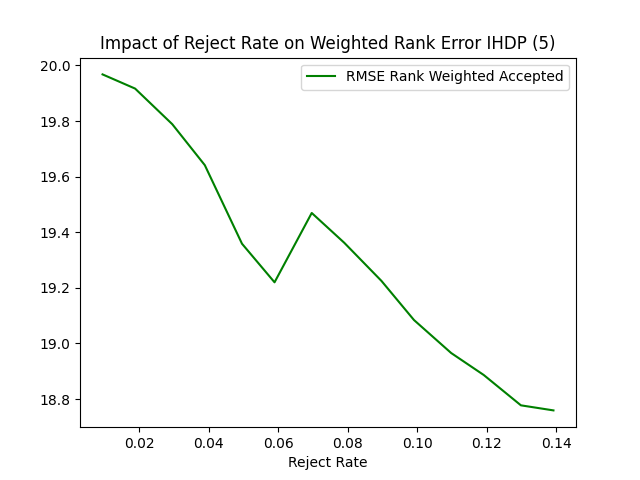 Impact of Reject Rate on Weighted Rank Error IHDP (5)
RMSE Rank Weighted Accepted
20.0
19.8
19.6
19.4
19.2
19.0
18.8
0.02 0.04 0.06 0.08 0.10 0.12 0.14
Reject Rate